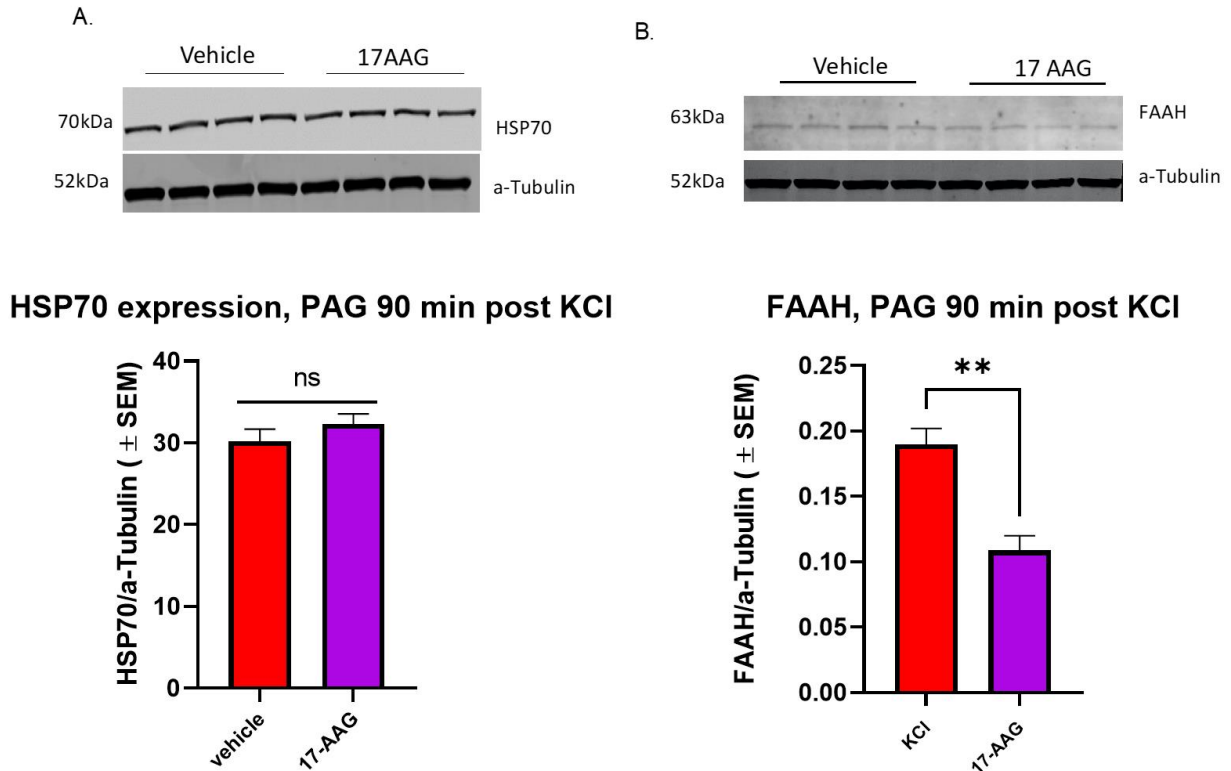 A.
Vehicle
17AAG
70kDa
HSP70
52kDa
a-Tubulin
B.
Vehicle
17 AAG
63kDa
FAAH
52kDa
a-Tubulin
HSP70 expression, PAG 90 min post KCl
HSP70/a-Tubulin ( ± SEM)
40
30
20
10
0
ns
vehicle
17-AAG
FAAH, PAG 90 min post KCl
FAAH/a-Tubulin ( ± SEM)
0.25
0.20
0.15
0.10
0.05
0.00
**
KCl
17-AAG